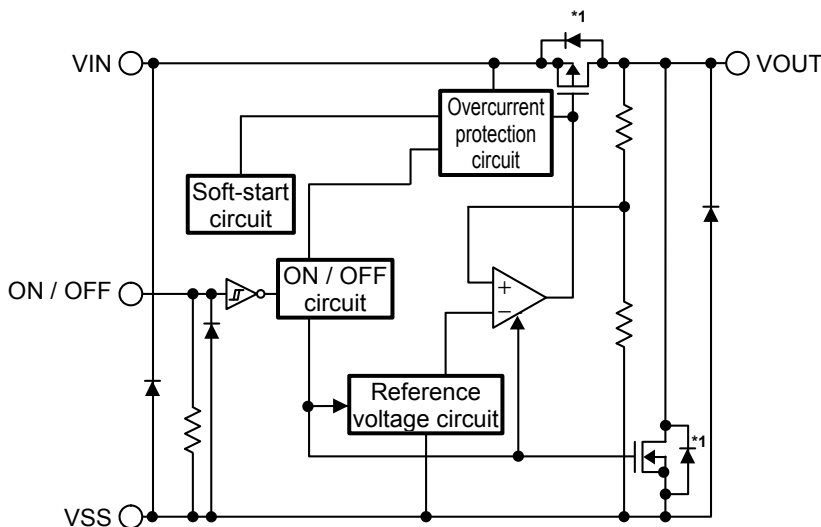 *1
VIN
VOUT
Overcurrent
protection
circuit
Soft-start
circuit
ON / OFF
ON / OFF
circuit
+
−
Reference
voltage circuit
*1
VSS